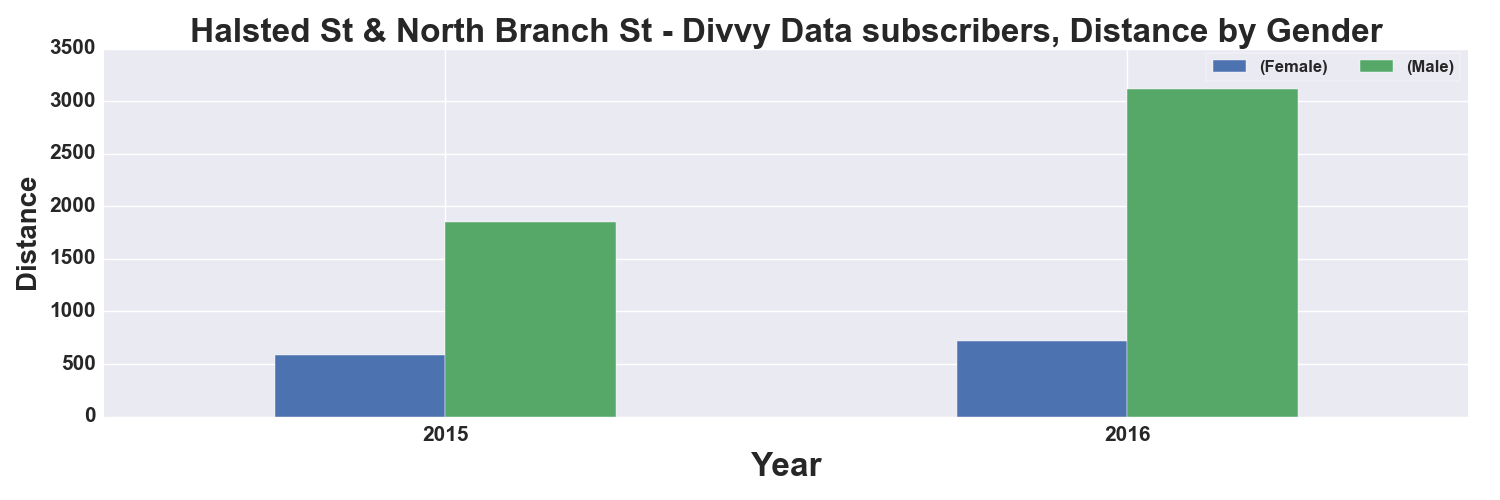 Halsted St & North Branch St - Divvy Data subscribers, Distance by Gender
(Female) (Male)
3500
3000
2500
2000
1500
1000
500
0
Distance
2015 2016
Year